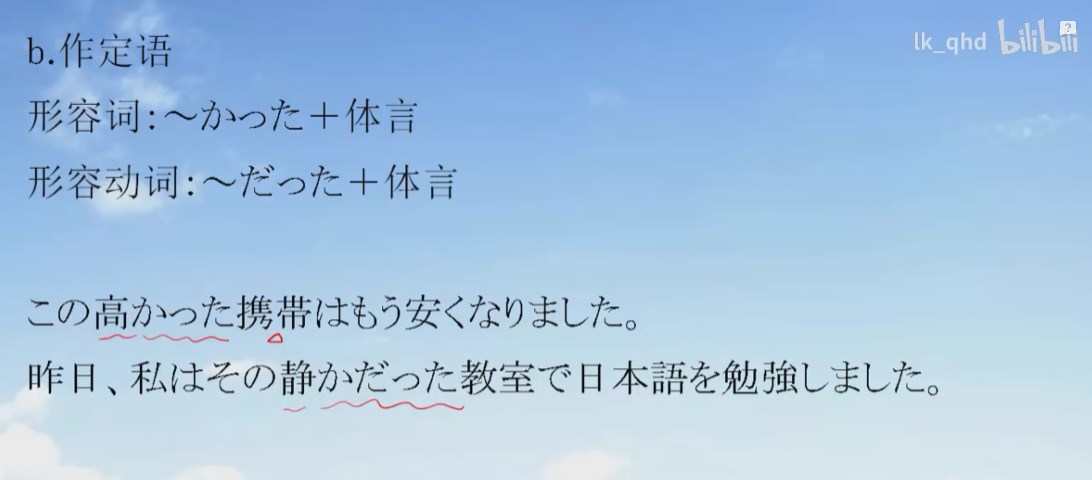 lk_qhd bilibili
b.作定语
形容词:～かった＋体言
形容动词:～だった＋体言
この高かった携帯はもう安くなりました。
昨日、私はその静かだった教室で日本語を勉強しました。